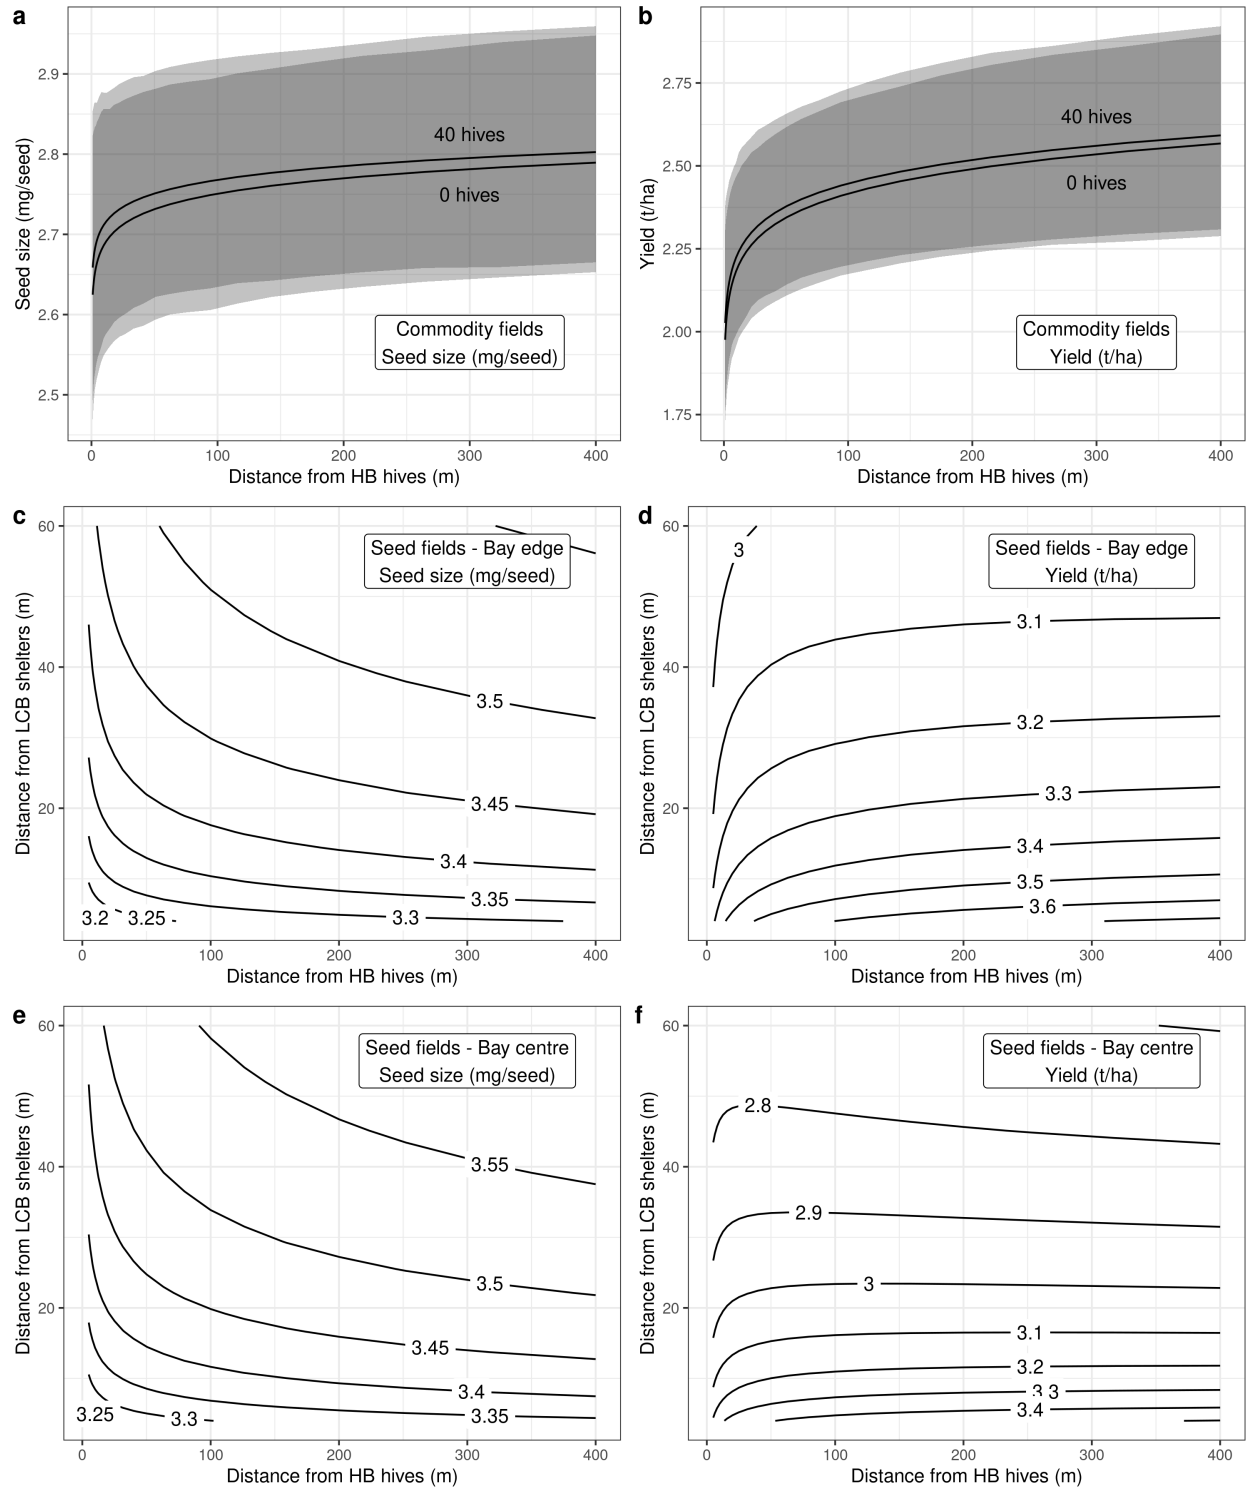 a
2.9
2.8
2.7
2.6
2.5
Seed size (mg/seed)
40 hives
0 hives
Commodity fields
Seed size (mg/seed)
0
100
200
300
400
Distance from HB hives (m)
b
2.75
2.50
2.25
2.00
1.75
Yield (t/ha)
40 hives
0 hives
Commodity fields
Yield (t/ha)
0
100
200
300
400
Distance from HB hives (m)
c
60
40
20
Distance from LCB shelters (m)
Seed fields - Bay edge
Seed size (mg/seed)
3.5
3.45
3.4
3.35
3.3
3.25
3.2
0
100
200
300
400
Distance from HB hives (m)
d
60
40
20
Distance from LCB shelters (m)
Seed fields - Bay edge
Yield (t/ha)
3
3.1
3.2
3.3
3.4
3.5
3.6
0
100
200
300
400
Distance from HB hives (m)
e
60
40
20
Distance from LCB shelters (m)
Seed fields - Bay centre
Seed size (mg/seed)
3.55
3.5
3.45
3.4
3.35
3.3
3.25
0
100
200
300
400
Distance from HB hives (m)
f
60
40
20
Distance from LCB shelters (m)
Seed fields - Bay centre
Yield (t/ha)
2.8
2.9
3
3.1
3.2
3.3
3.4
0
100
200
300
400
Distance from HB hives (m)